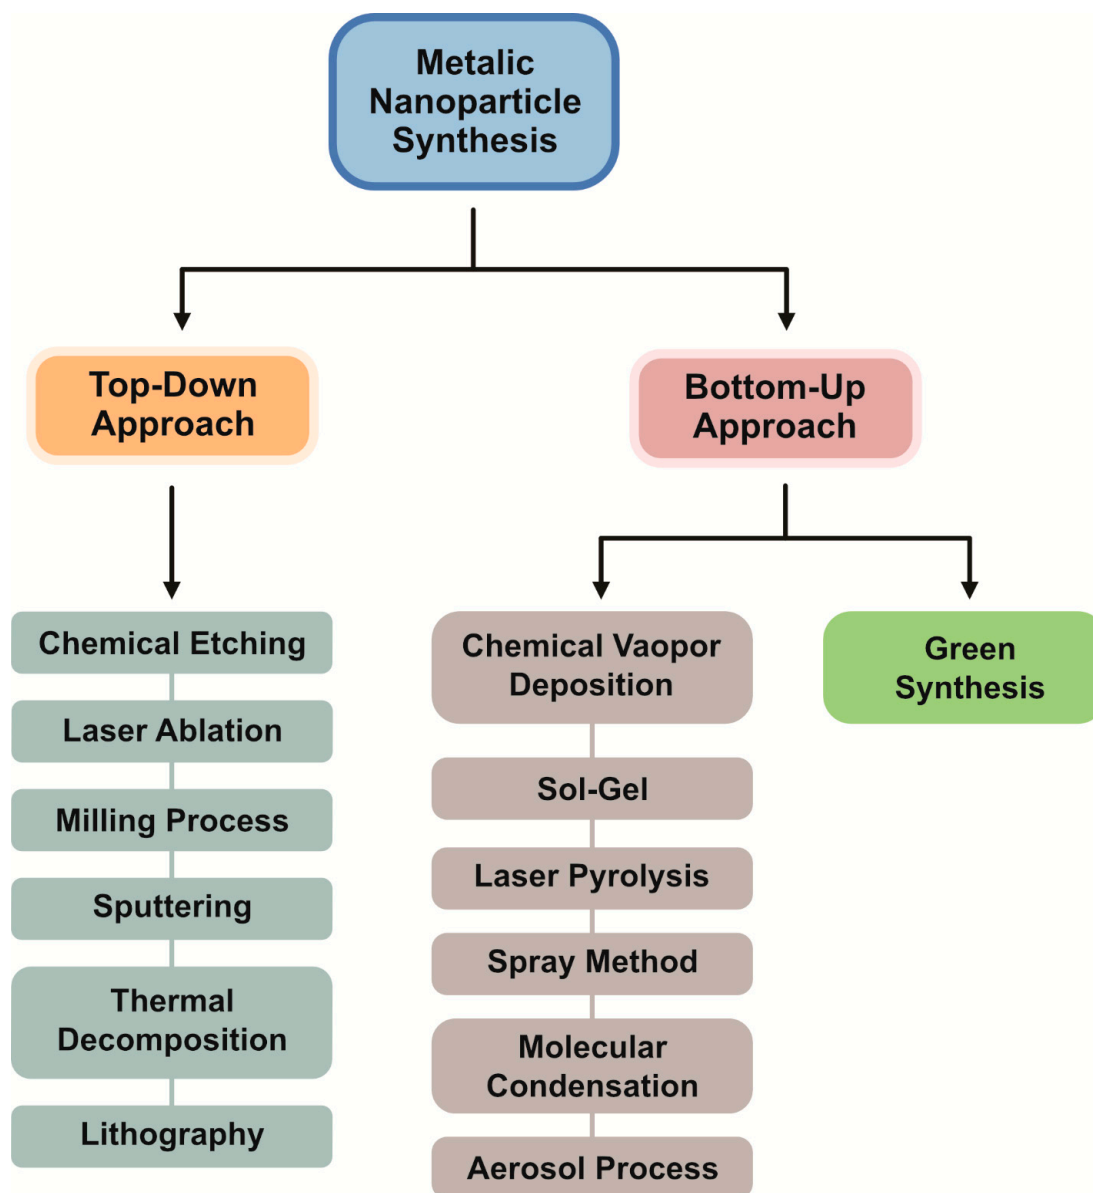 Metalic
Nanoparticle
Synthesis
Top-Down
Approach
Bottom-Up
Approach
Chemical Etching
Laser Ablation
Milling Process
Sputtering
Thermal
Decomposition
Lithography
Chemical Vaopor
Deposition
Sol-Gel
Laser Pyrolysis
Spray Method
Molecular
Condensation
Aerosol Process
Green
Synthesis